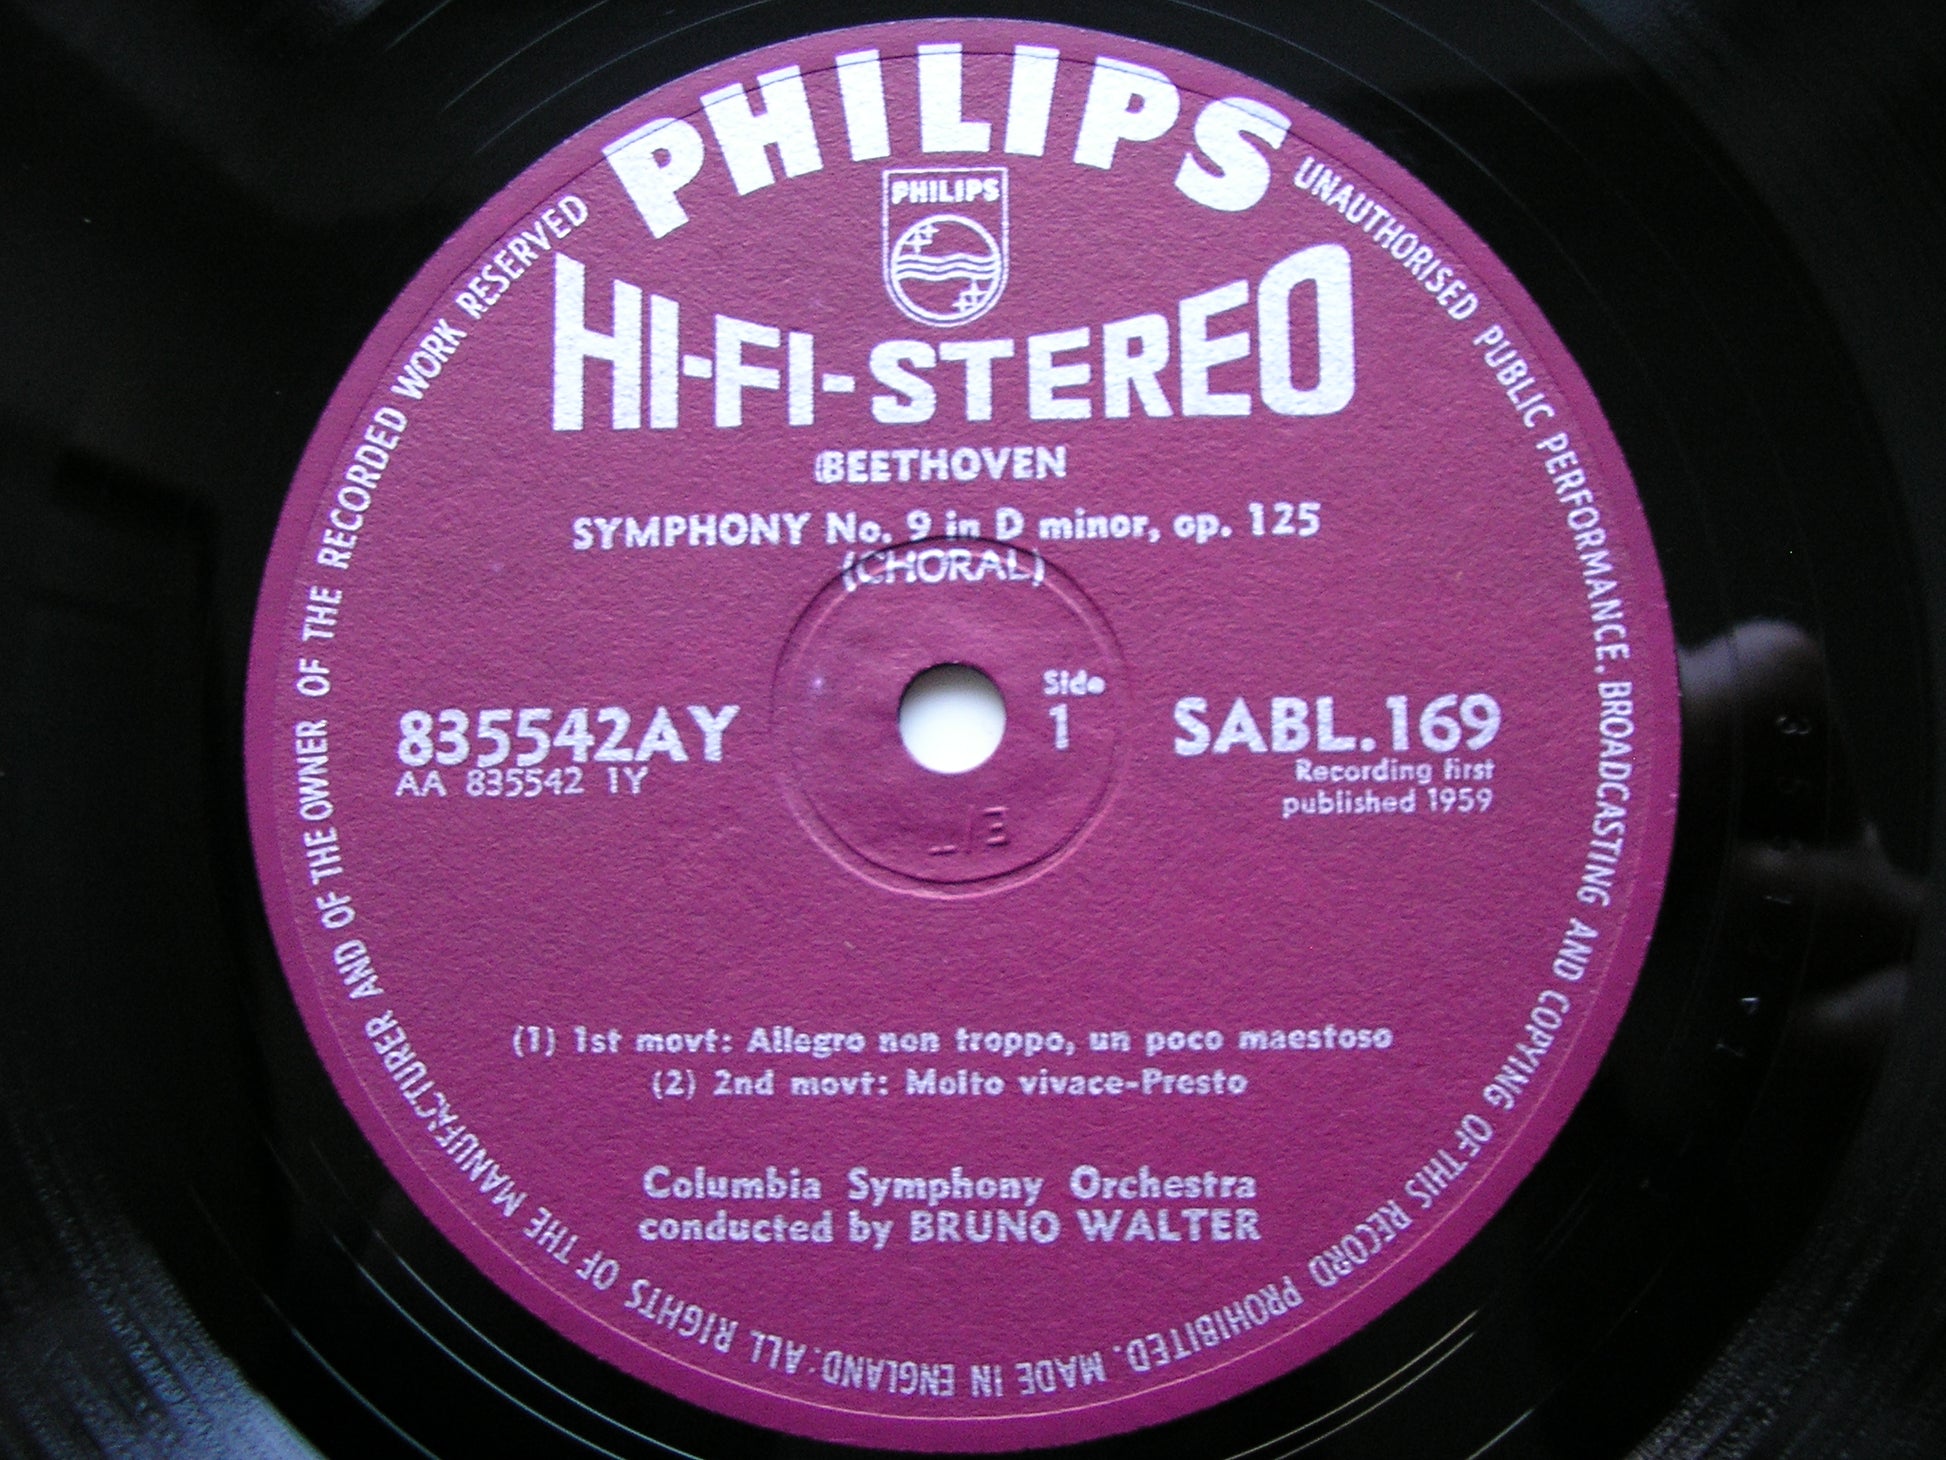 PHILIPS
PHILIPS
HI-FI-STEREO
BEETHOVEN
SYMPHONY No. 9 in D minor, op. 125
(CHORAL)
Side
1
835542AY
AA 835542 1Y
SABL.169
Recording first
published 1959
(1) 1st movt: Allegro non troppo, un poco maestoso
(2) 2nd movt: Molto vivace-Presto
Columbia Symphony Orchestra
conducted by BRUNO WALTER
ALL RIGHTS OF THE MANUFACTURER AND OF THE OWNER OF THE RECORDED WORK RESERVED
UNAUTHORISED PUBLIC PERFORMANCE, BROADCASTING AND COPYING OF THIS RECORD PROHIBITED. MADE IN ENGLAND: